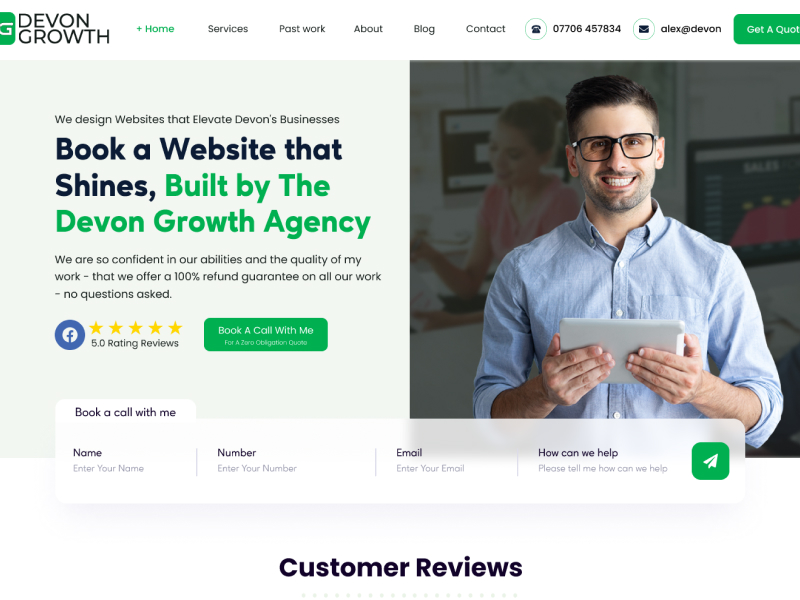 G DEVON
GROWTH
+ Home
Services
Past work
About
Blog
Contact
07706 457834
alex@devon
Get A Quot
We design Websites that Elevate Devon's Businesses
Book a Website that
Shines, Built by The
Devon Growth Agency
We are so confident in our abilities and the quality of my
work - that we offer a 100% refund guarantee on all our work
- no questions asked.
5.0 Rating Reviews
Book A Call With Me
For A Zero Obligation Quote
SALES
Book a call with me
Name
Enter Your Name
Number
Enter Your Number
Email
Enter Your Email
How can we help
Please tell me how can we help
Customer Reviews